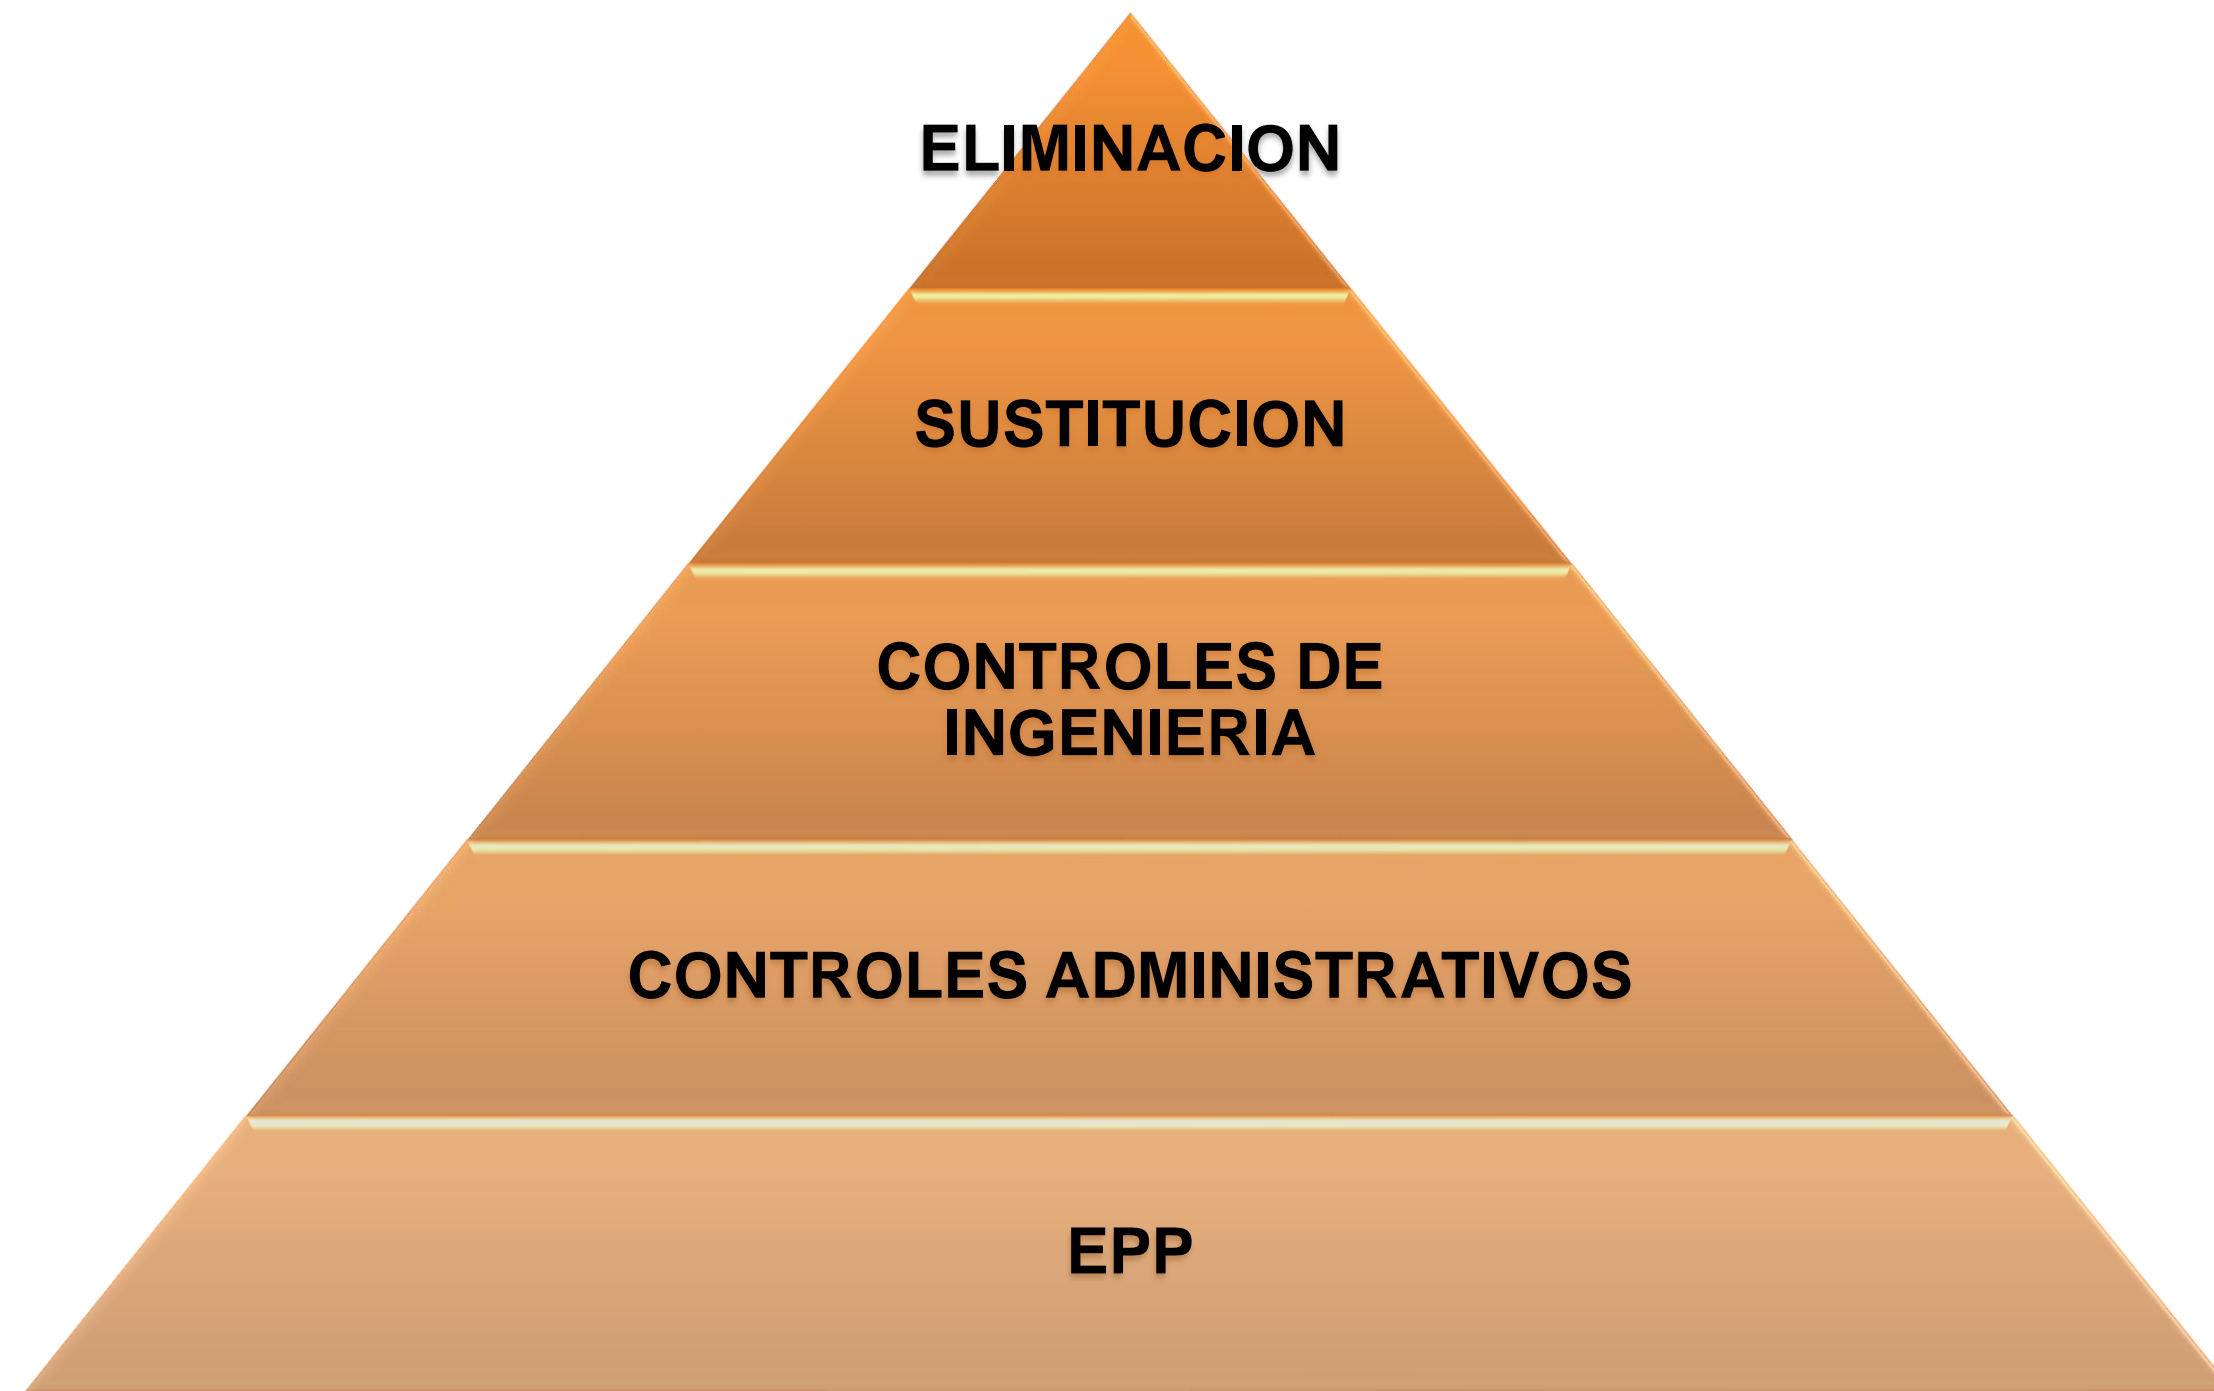 ELIMINACION
SUSTITUCION
CONTROLES DE
INGENIERIA
CONTROLES ADMINISTRATIVOS
EPP